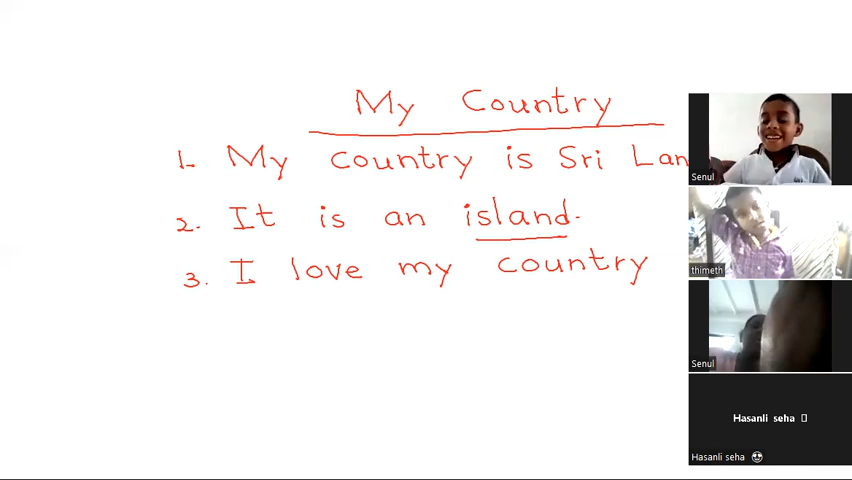 My Country
1. My country is Sri Lan
2. It is an island.
3. I love my country
Senul
thimeth
Senul
Hasanli seha
Hasanli seha 😍